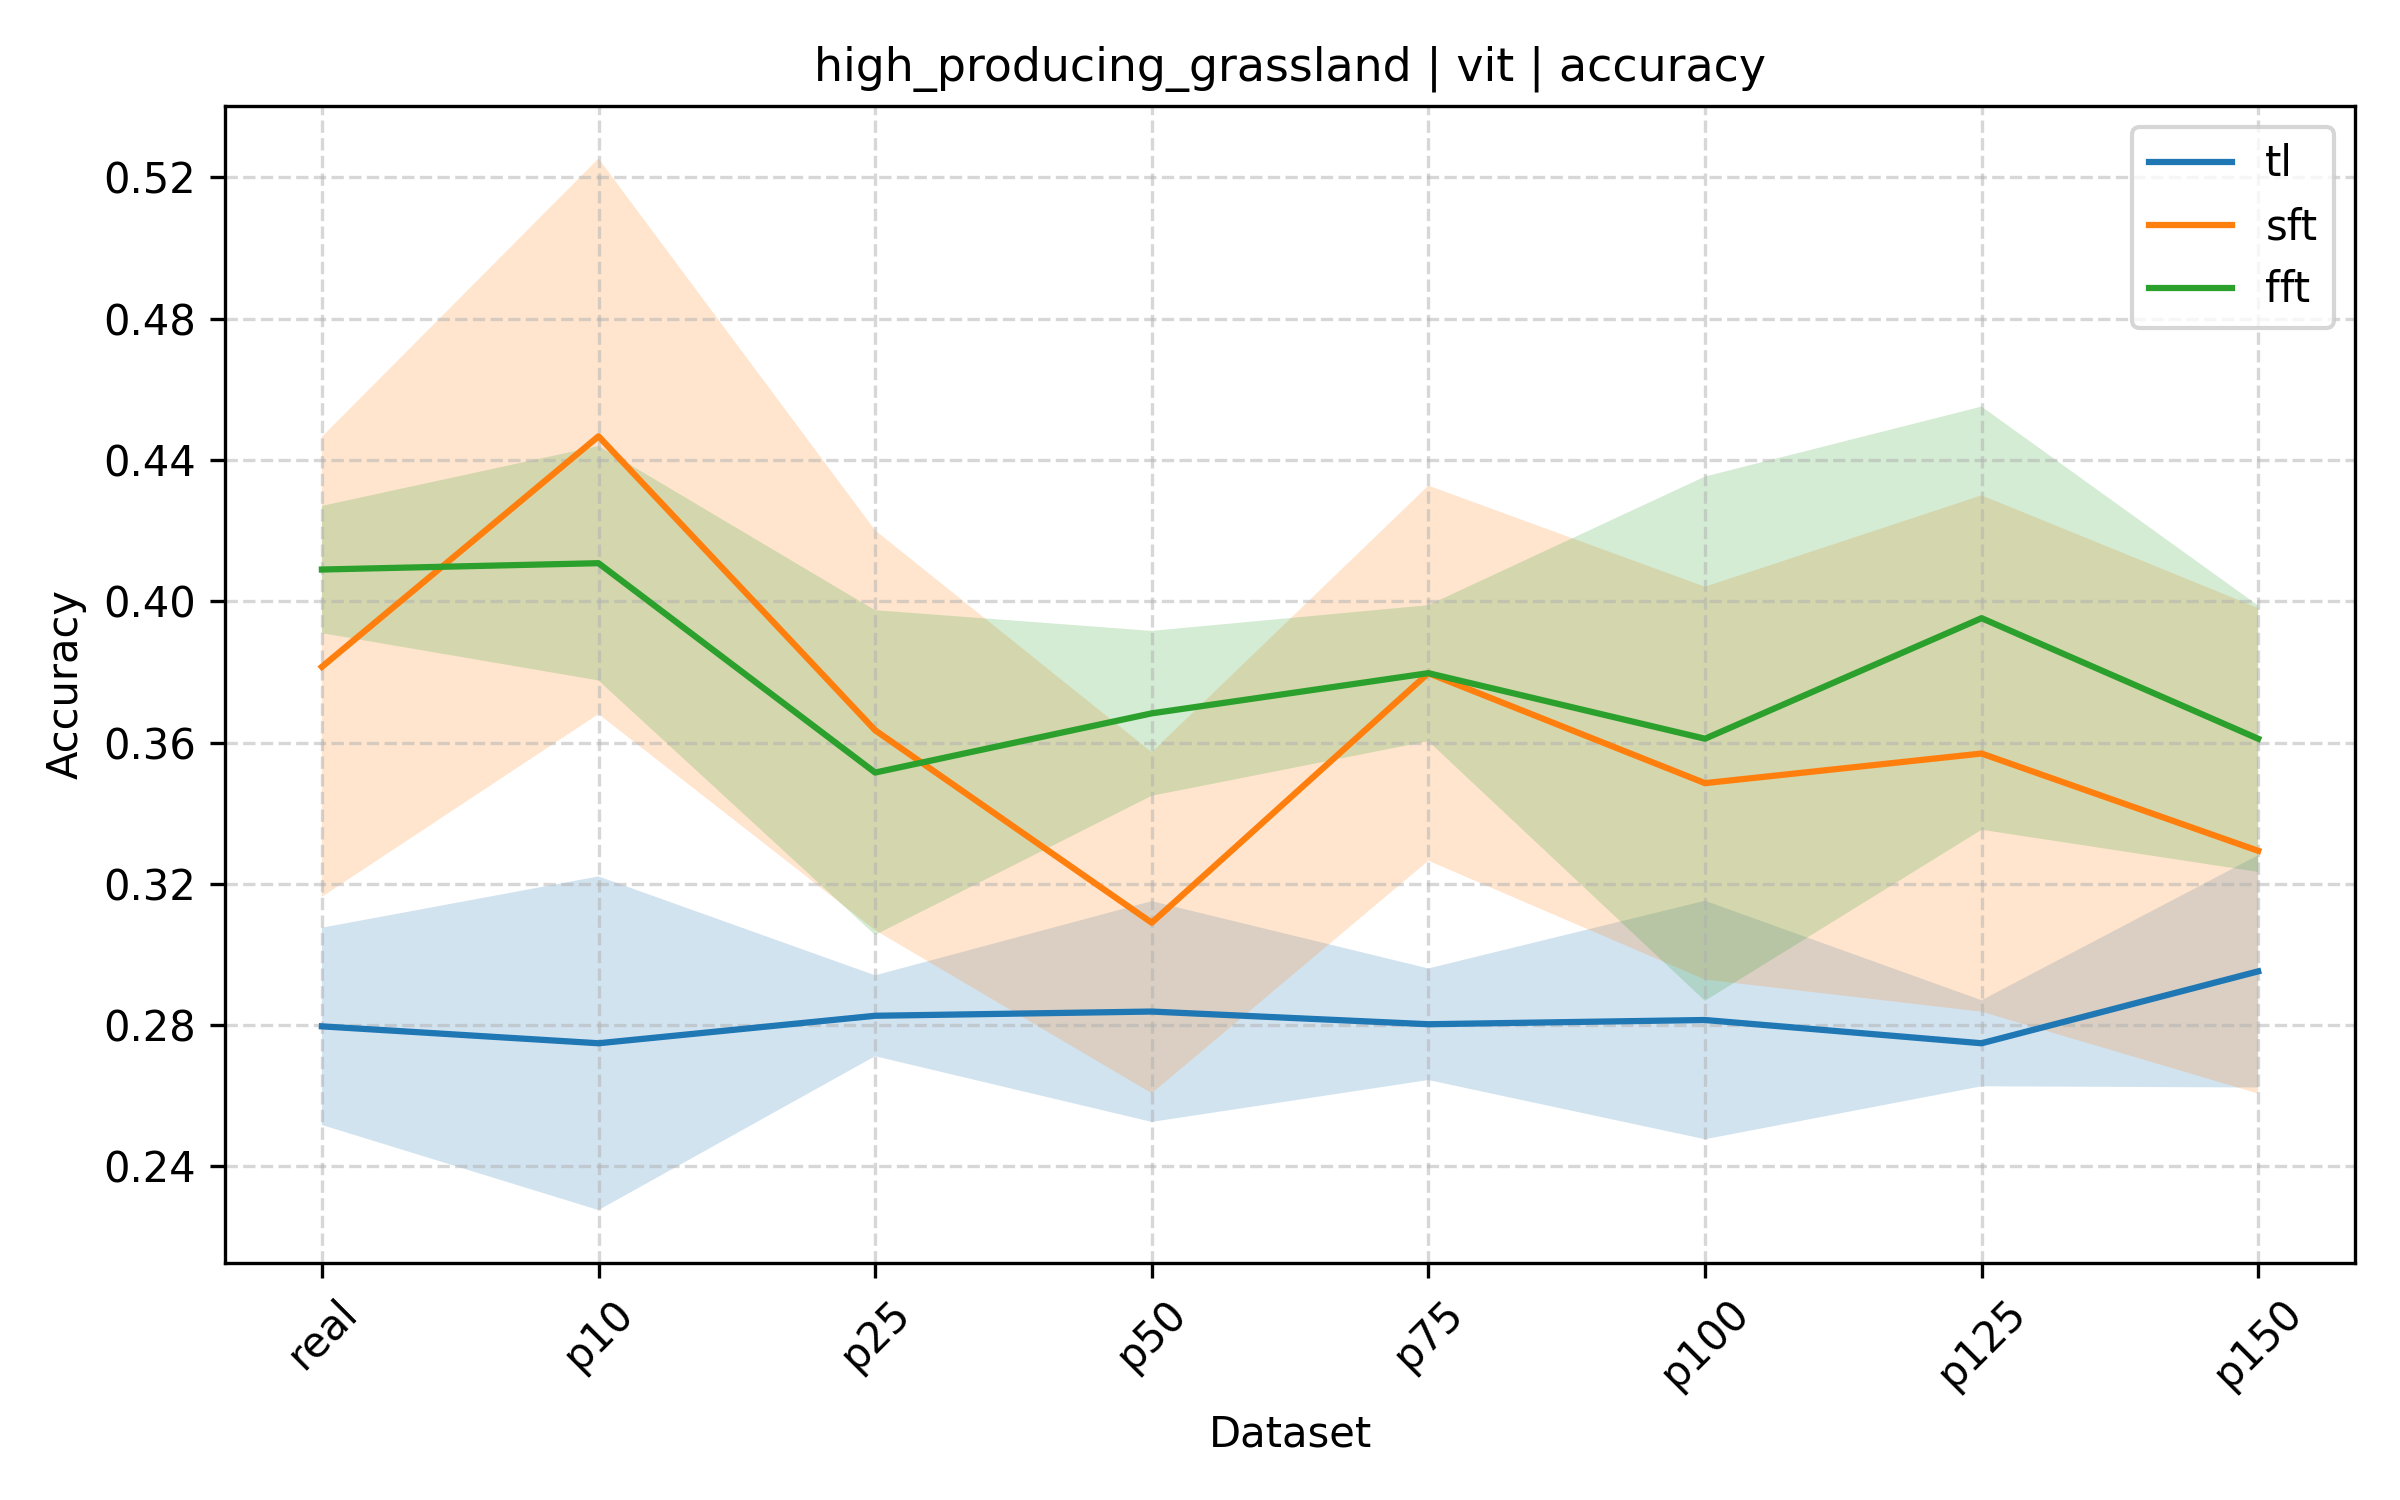 high_producing_grassland | vit | accuracy
tl
sft
fft
0.52
0.48
0.44
0.40
0.36
0.32
0.28
0.24
Accuracy
real
p10
p25
p50
p75
p100
p125
p150
Dataset